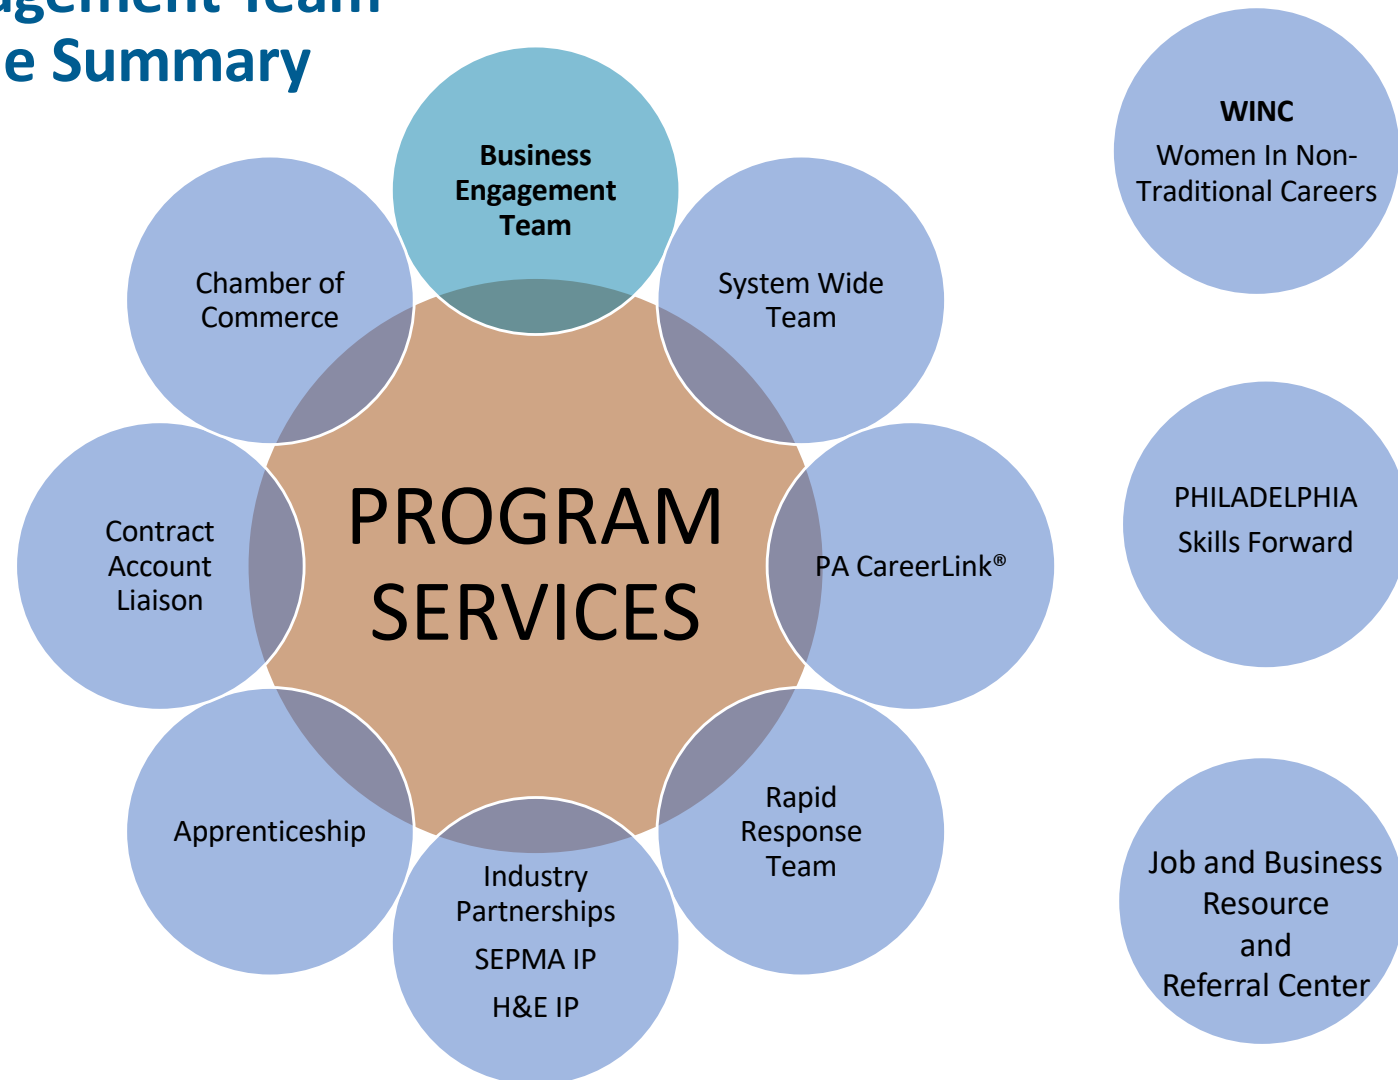 agement Team
e Summary
Business
Engagement
Team
System Wide
Team
PA CareerLink®
Rapid
Response
Team
Industry
Partnerships
SEPMA IP
H&E IP
Apprenticeship
Contract
Account
Liaison
Chamber of
Commerce
PROGRAM
SERVICES
WINC
Women In Non-
Traditional Careers
PHILADELPHIA
Skills Forward
Job and Business
Resource
and
Referral Center